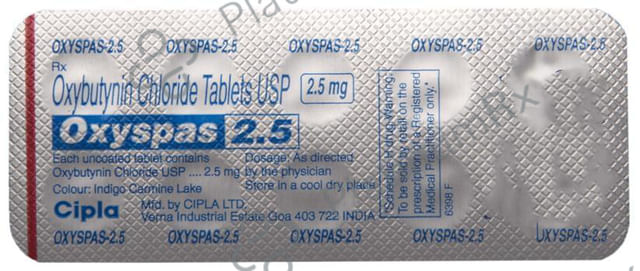 OXYSPAS-2.5 OXYSPAS-2.5 OXYSPAS-2.5 OXYSPAS-2.5 OXYSPAS-2.5
Rx
Oxybutynin Chloride Tablets USP 2.5 mg
Oxyspas 2.5
Each uncoated tablet contains
Oxybutynin Chloride USP .... 2.5 mg
Colour: Indigo Carmine Lake
Dosage: As directed
by the physician
Store in a cool dry place
Cipla
Mfd. by CIPLA LTD.
Verna Industrial Estate Goa 403 722 INDIA
"Schedule H drug-Warning:
To be sold by retail on the
prescription of a Registered
Medical Practitioner only."
6398 F
OXYSPAS-2.5 OXYSPAS-2.5 OXYSPAS-2.5 OXYSPAS-2.5 OXYSPAS-2.5